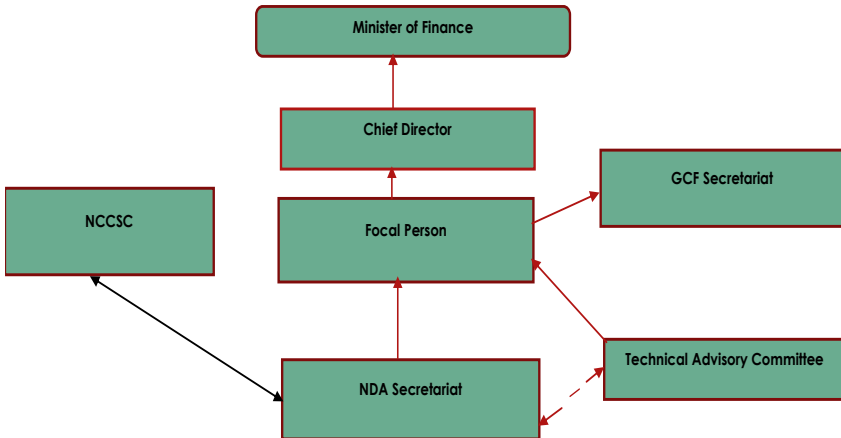 Minister of Finance
Chief Director
GCF Secretariat
NCCSC
Focal Person
Technical Advisory Committee
NDA Secretariat